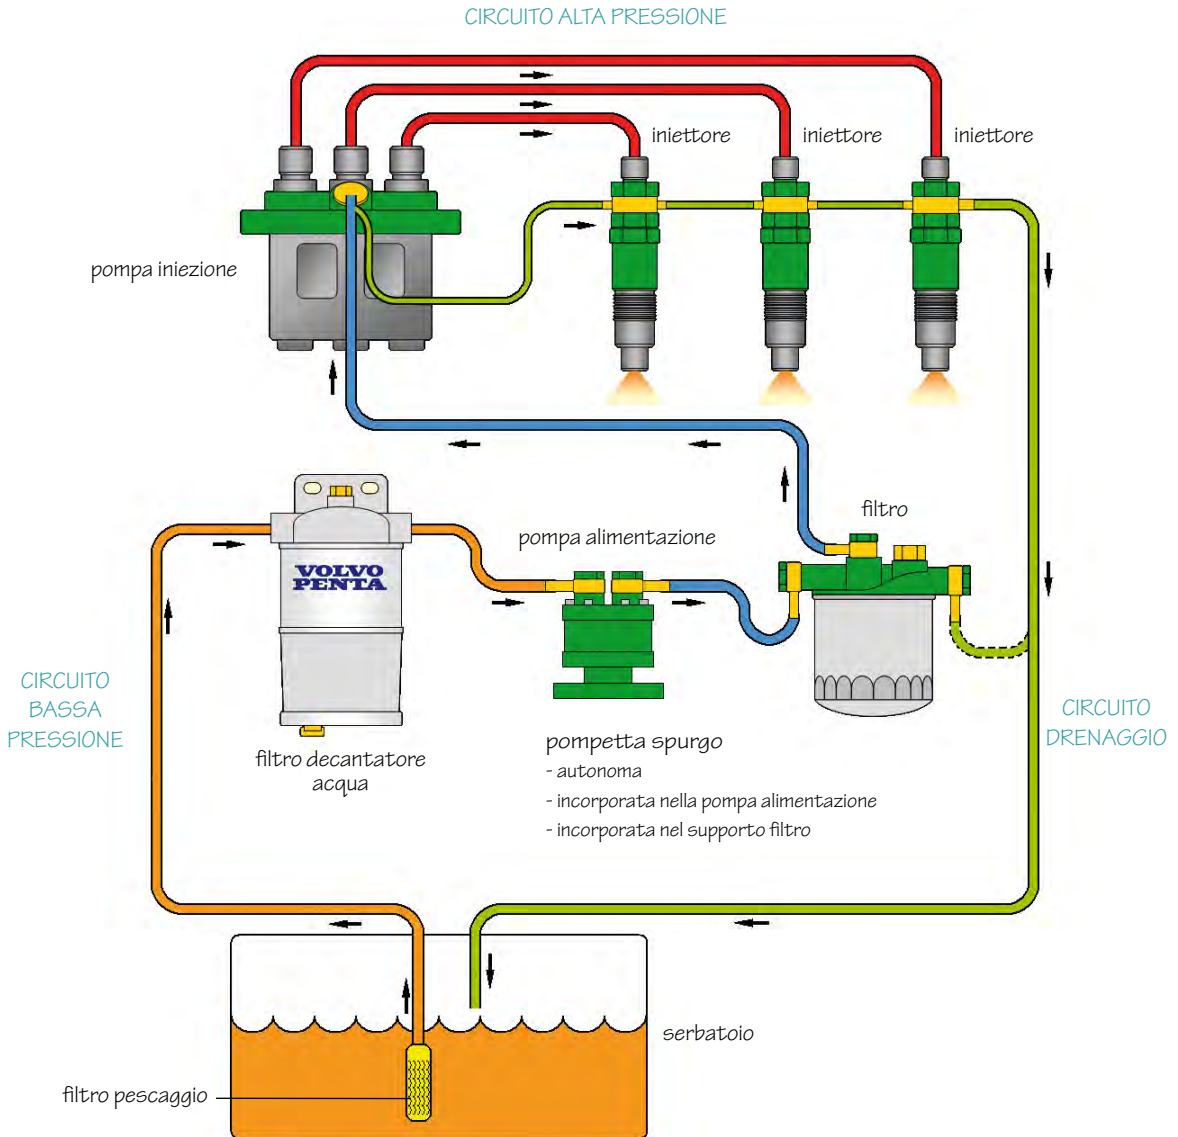 CIRCUITO ALTA PRESSIONE
iniettore
iniettore
iniettore
pompa iniezione
filtro
pompa alimentazione
VOLVO
PENTA
CIRCUITO
BASSA
PRESSIONE
CIRCUITO
DRENAGGIO
filtro decantatore
acqua
pompetta spurgo
- autonoma
- incorporata nella pompa alimentazione
- incorporata nel supporto filtro
serbatoio
filtro pescaggio